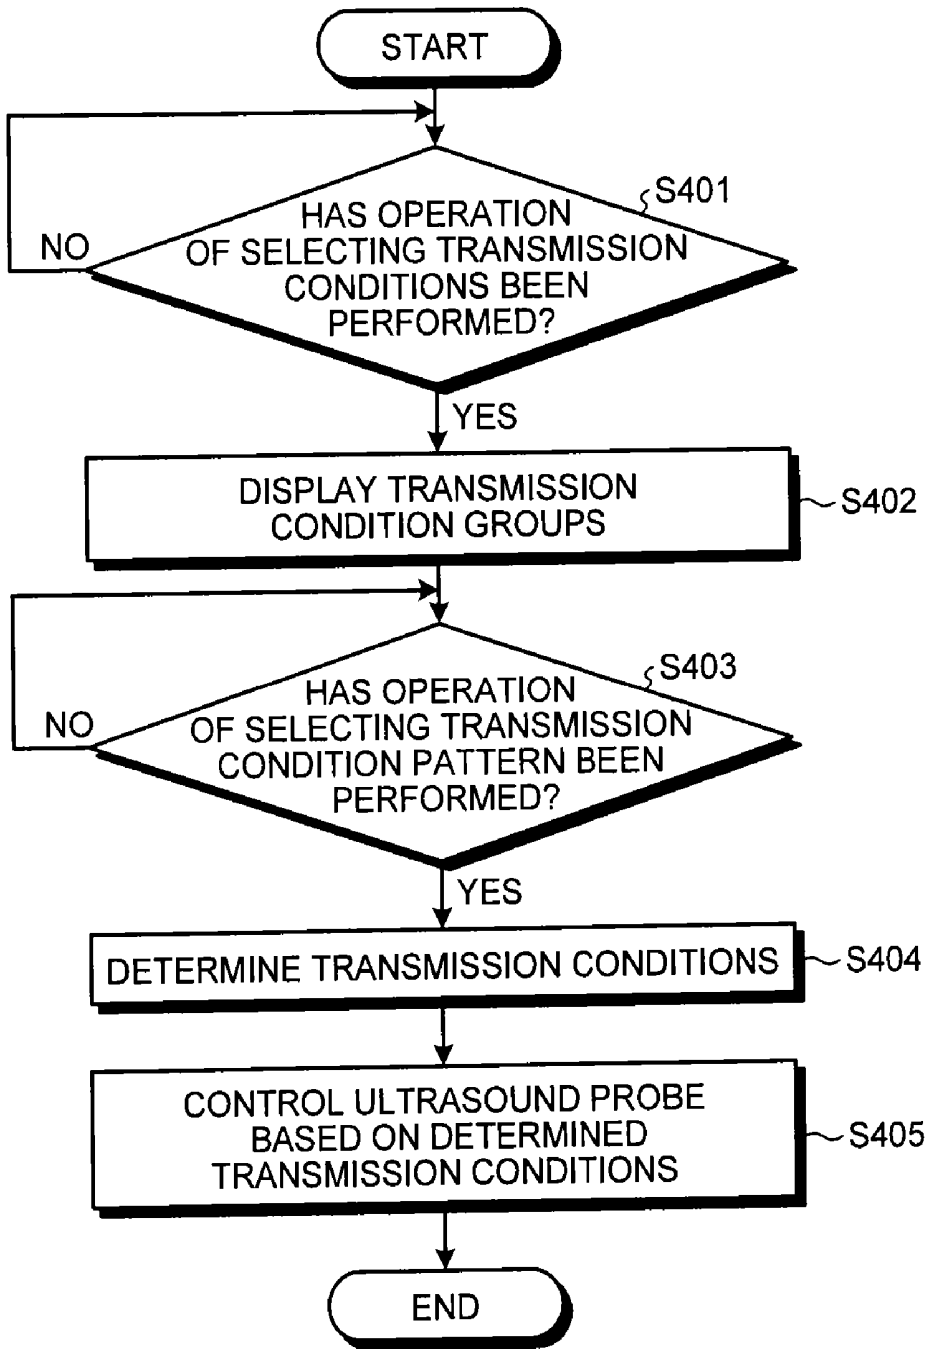 START
S401
HAS OPERATION
OF SELECTING TRANSMISSION
CONDITIONS BEEN
PERFORMED?
NO
YES
DISPLAY TRANSMISSION
CONDITION GROUPS
S402
S403
HAS OPERATION
OF SELECTING TRANSMISSION
CONDITION PATTERN BEEN
PERFORMED?
NO
YES
DETERMINE TRANSMISSION CONDITIONS
S404
CONTROL ULTRASOUND PROBE
BASED ON DETERMINED
TRANSMISSION CONDITIONS
S405
END